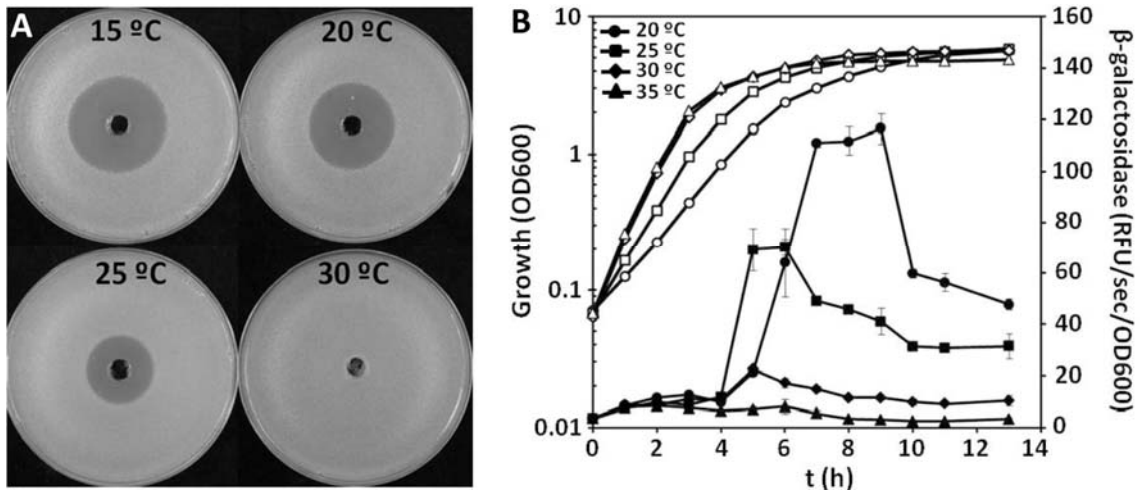 A
15 ºC
20 ºC
25 ºC
30 ºC
B
20 ºC
25 ºC
30 ºC
35 ºC
Growth (OD600)
10
1
0.1
0.01
β-galactosidase (RFU/sec/OD600)
160
140
120
100
80
60
40
20
0
0 2 4 6 8 10 12 14
t (h)